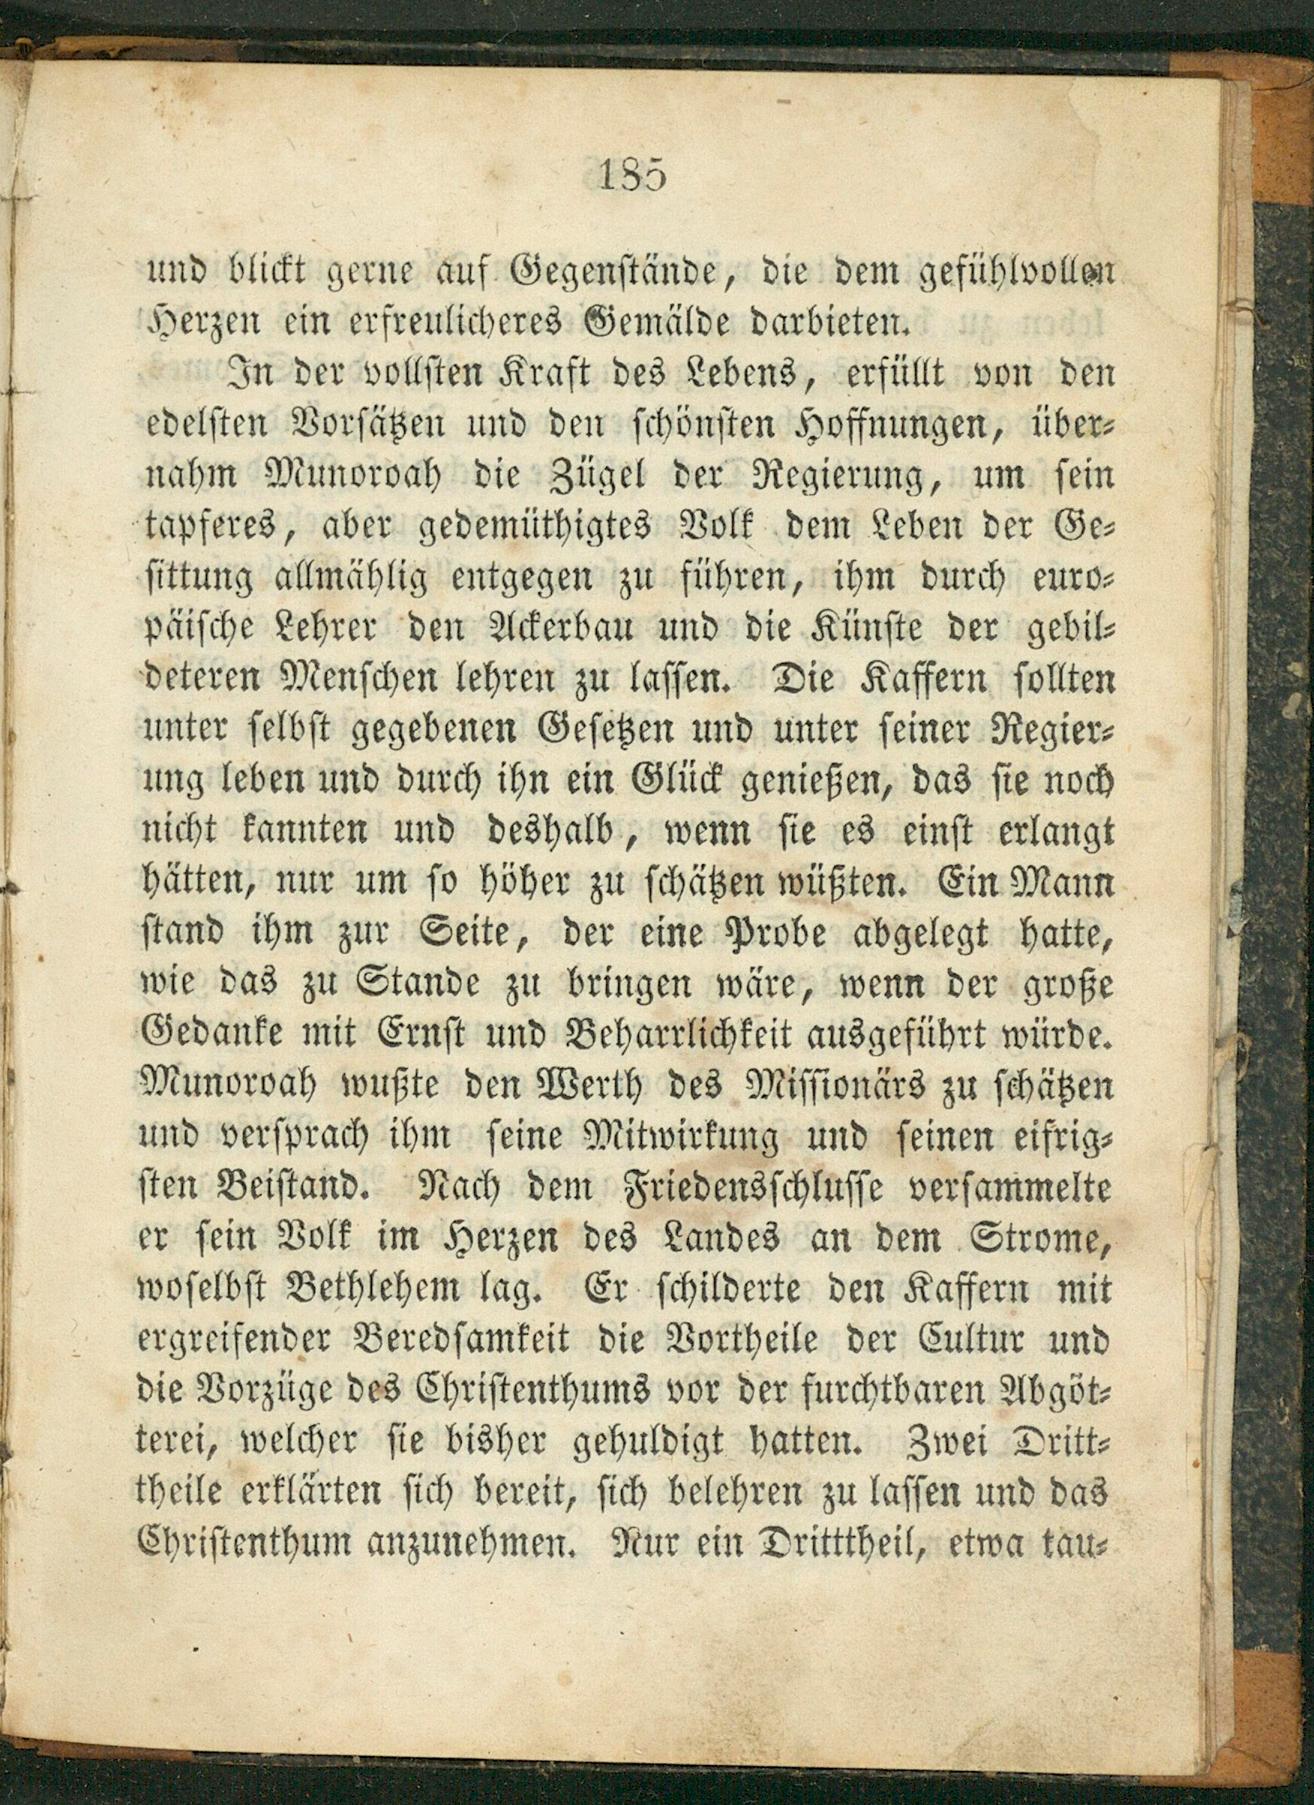 185
und blickt gerne auf Gegenstände, die dem gefühlvollen
Herzen ein erfreulicheres Gemälde darbieten.
In der vollsten Kraft des Lebens, erfüllt von den
edelsten Vorsätzen und den schönsten Hoffnungen, über-
nahm Munoroah die Zügel der Regierung, um sein
tapferes, aber gedemüthigtes Volk dem Leben der Ge-
sittung allmählig entgegen zu führen, ihm durch euro-
päische Lehrer den Ackerbau und die Künste der gebil-
deteren Menschen lehren zu lassen. Die Kaffern sollten
unter selbst gegebenen Gesetzen und unter seiner Regier-
ung leben und durch ihn ein Glück genießen, das sie noch
nicht kannten und deshalb, wenn sie es einst erlangt
hätten, nur um so höher zu schätzen wüßten. Ein Mann
stand ihm zur Seite, der eine Probe abgelegt hatte,
wie das zu Stande zu bringen wäre, wenn der große
Gedanke mit Ernst und Beharrlichkeit ausgeführt würde.
Munoroah wußte den Werth des Missionärs zu schätzen
und versprach ihm seine Mitwirkung und seinen eifrig-
sten Beistand. Nach dem Friedensschlusse versammelte
er sein Volk im Herzen des Landes an dem Strome,
woselbst Bethlehem lag. Er schilderte den Kaffern mit
ergreifender Beredsamkeit die Vortheile der Cultur und
die Vorzüge des Christenthums vor der furchtbaren Abgöt-
terei, welcher sie bisher gehuldigt hatten. Zwei Dritt-
theile erklärten sich bereit, sich belehren zu lassen und das
Christenthum anzunehmen. Nur ein Dritttheil, etwa tau-